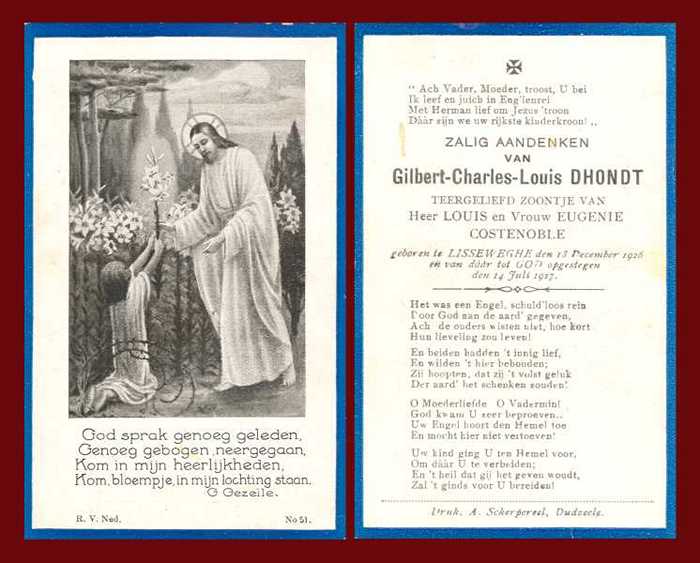 God sprak genoeg geleden,
Genoeg gebogen, neergegaan,
Kom in mijn heerlijkheden,
Kom, bloempje, in mijn lochting staan.
G. Gezelle.
R. V. Ned.
No 51.
„ Ach Vader, Moeder, troost, U bei
Ik leef en juich in Eng'lenrei
Met Herman lief om Jezus 'troon
Dààr zijn we uw rijkste kinderkroon! „
ZALIG AANDENKEN
VAN
Gilbert-Charles-Louis DHONDT
TEERGELIEFD ZOONTJE VAN
Heer LOUIS en Vrouw EUGENIE
COSTENOBLE
geboren te LISSEWEGHE den 13 December 1926
en van dààr tot GOD opgestegen
den 14 Juli 1927.
Het was een Engel, schuld'loos rein
Door God aan de aard' gegeven,
Ach de ouders wisten niet, hoe kort
Hun lieveling zou leven!
En beiden hadden 't innig lief,
En wilden 't hier behouden;
Zij hoopten, dat zij 't volst geluk
Der aard' het schenken zouden!
O Moederliefde O Vadermin!
God kwam U zeer beproeven..
Uw Engel hoort den Hemel toe
En mocht hier niet vertoeven!
Uw kind ging U ten Hemel voor,
Om dààr U te verbeiden;
En 't heil dat gij het geven woudt,
Zal 't ginds voor U bereiden!
Druk. A. Scherpereel, Dudzeele.